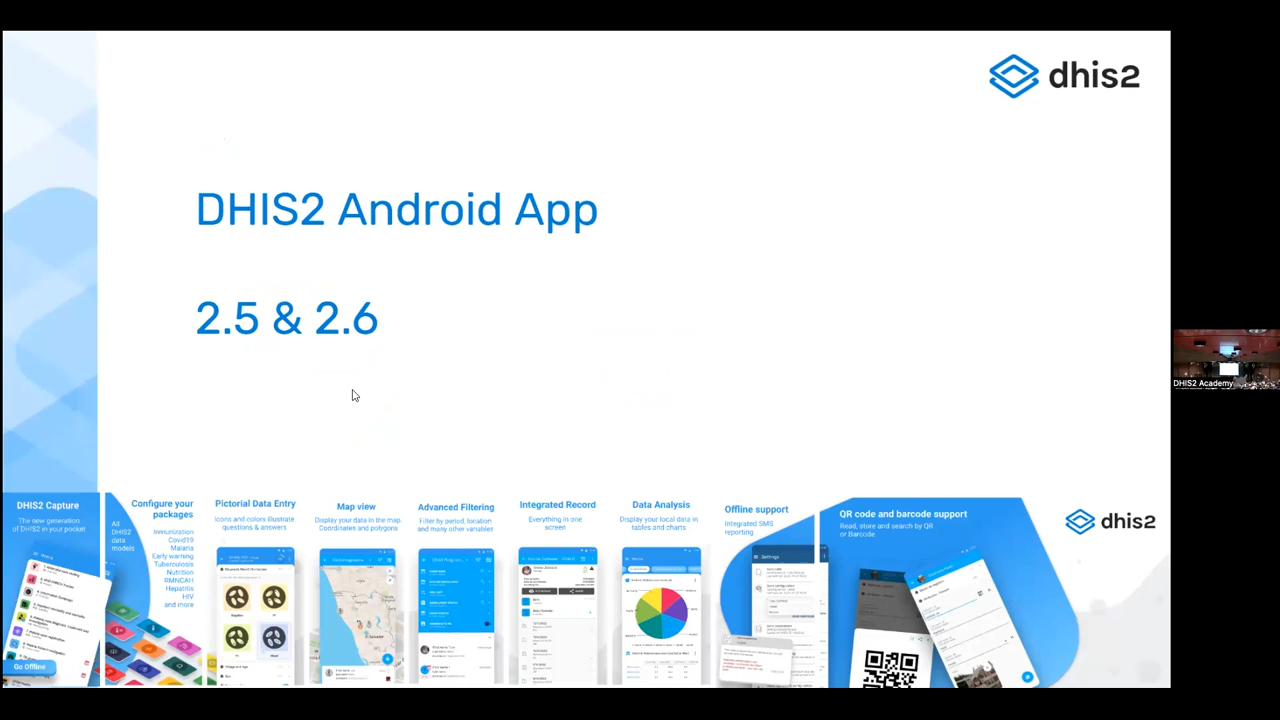 dhis2
DHIS2 Android App
2.5 & 2.6
DHIS2 Academy
DHIS2 Capture
The new generation
of DHIS2 in your pocket
Go Offline
Configure your
packages
All
DHIS2
data
models
Immunization
Covid19
Malaria
Early warning
Tuberculosis
Nutrition
RMNCAH
Hepatitis
HIV
and more
Pictorial Data Entry
Icons and colors illustrate
questions & answers
Map view
Display your data in the map.
Coordinates and polygons
Advanced Filtering
Filter by period, location
and many other variables
Integrated Record
Everything in one
screen
Data Analysis
Display your local data in
tables and charts
Offline support
Integrated SMS
reporting
Settings
QR code and barcode support
Read, store and search by QR
or Barcode
dhis2